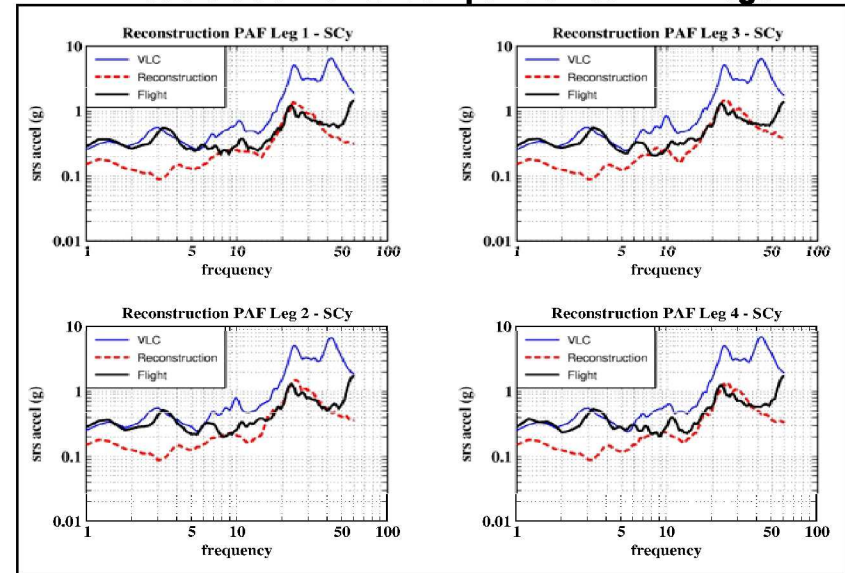 Reconstruction PAF Leg 1 - SCy
10
1
0.1
0.01
srs accel (g)
VLC
Reconstruction
Flight
1
5
10
50
100
frequency
Reconstruction PAF Leg 3 - SCy
10
1
0.1
0.01
srs accel (g)
VLC
Reconstruction
Flight
1
5
10
50
100
frequency
Reconstruction PAF Leg 2 - SCy
10
1
0.1
0.01
srs accel (g)
VLC
Reconstruction
Flight
1
5
10
50
100
frequency
Reconstruction PAF Leg 4 - SCy
10
1
0.1
0.01
srs accel (g)
VLC
Reconstruction
Flight
1
5
10
50
100
frequency